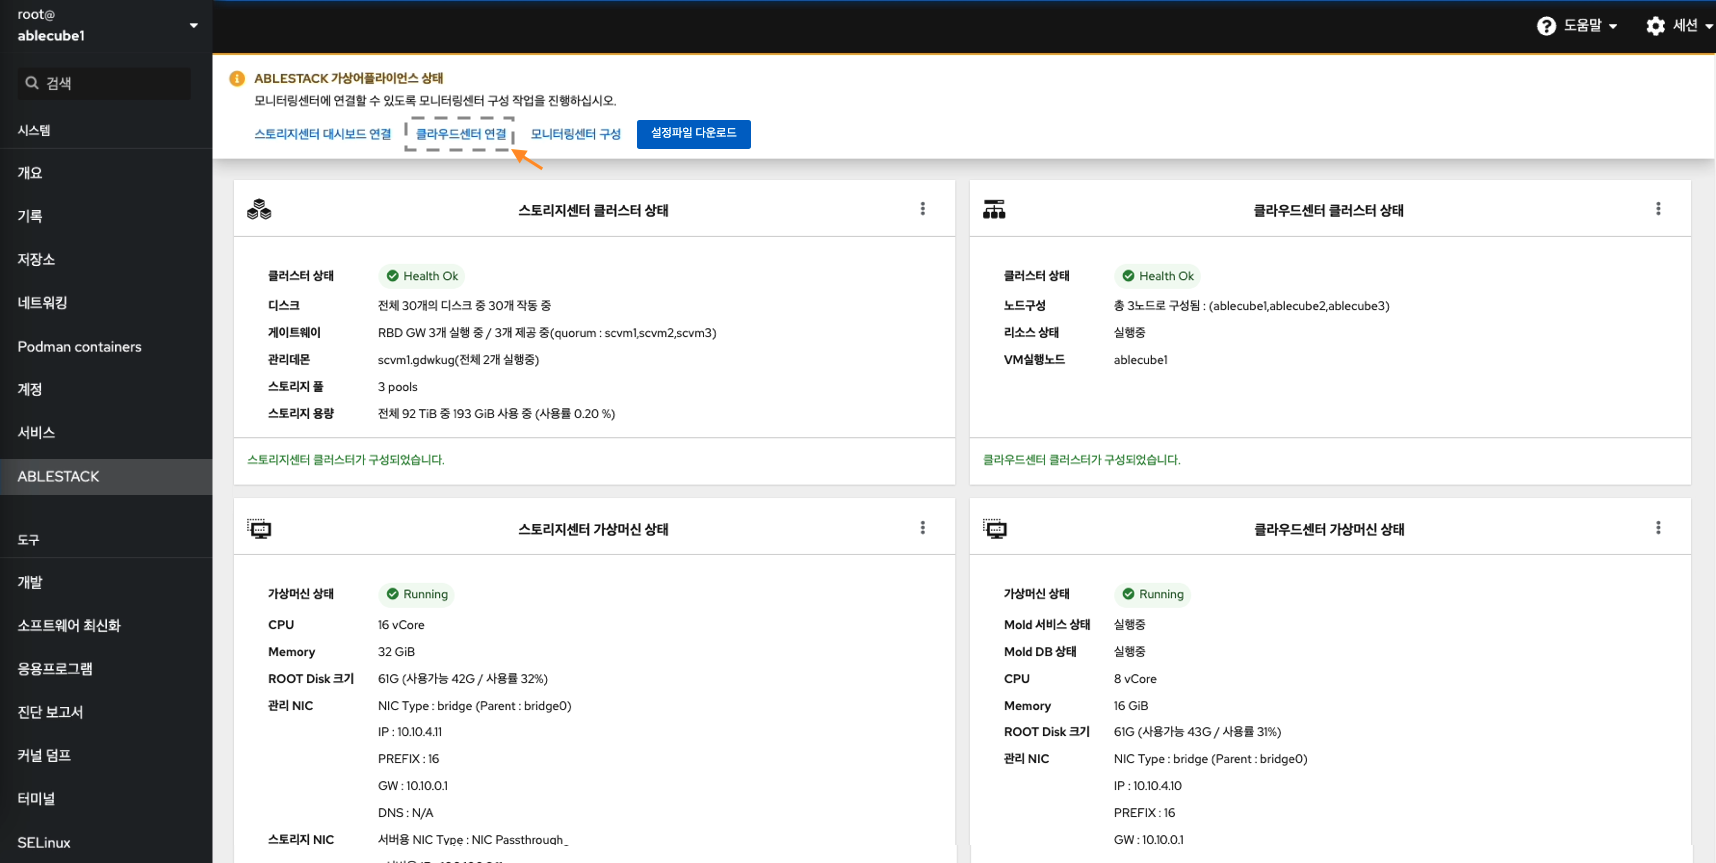 root@
ablecube1
도움말
세션
검색
시스템
개요
기록
저장소
네트워킹
Podman containers
계정
서비스
ABLESTACK
도구
개발
소프트웨어 최신화
응용프로그램
진단 보고서
커널 덤프
터미널
SELinux
ABLESTACK 가상어플라이언스 상태
모니터링센터에 연결할 수 있도록 모니터링센터 구성 작업을 진행하십시오.
스토리지센터 대시보드 연결 클라우드센터 연결 모니터링센터 구성 설정파일 다운로드
스토리지센터 클러스터 상태
클러스터 상태 Health Ok
디스크 전체 30개의 디스크 중 30개 작동 중
게이트웨이 RBD GW 3개 실행 중 / 3개 제공 중(quorum : scvm1,scvm2,scvm3)
관리데몬 scvm1.gdwkug(전체 2개 실행중)
스토리지 풀 3 pools
스토리지 용량 전체 92 TiB 중 193 GiB 사용 중 (사용률 0.20 %)
스토리지센터 클러스터가 구성되었습니다.
클라우드센터 클러스터 상태
클러스터 상태 Health Ok
노드구성 총 3노드로 구성됨 : (ablecube1,ablecube2,ablecube3)
리소스 상태 실행중
VM실행노드 ablecube1
클라우드센터 클러스터가 구성되었습니다.
스토리지센터 가상머신 상태
가상머신 상태 Running
CPU 16 vCore
Memory 32 GiB
ROOT Disk 크기 61G (사용가능 42G / 사용률 32%)
관리 NIC NIC Type : bridge (Parent : bridge0)
IP : 10.10.4.11
PREFIX : 16
GW : 10.10.0.1
DNS : N/A
스토리지 NIC 서버용 NIC Type : NIC Passthrough_
클라우드센터 가상머신 상태
가상머신 상태 Running
Mold 서비스 상태 실행중
Mold DB 상태 실행중
CPU 8 vCore
Memory 16 GiB
ROOT Disk 크기 61G (사용가능 43G / 사용률 31%)
관리 NIC NIC Type : bridge (Parent : bridge0)
IP : 10.10.4.10
PREFIX : 16
GW : 10.10.0.1